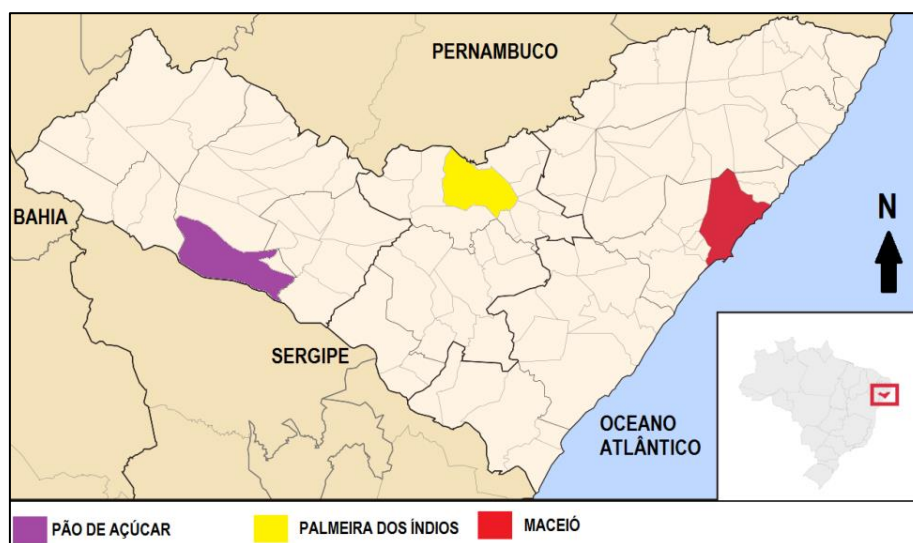 PERNAMBUCO
BAHIA
N
SERGIPE
OCEANO
ATLÂNTICO
PÃO DE AÇÚCAR
PALMEIRA DOS ÍNDIOS
MACEIÓ